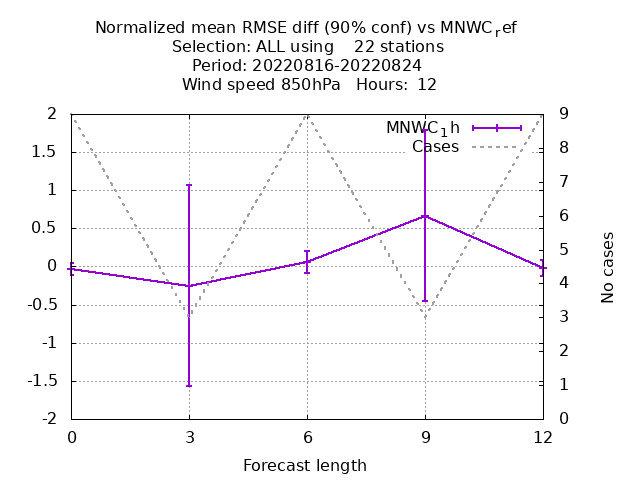 Normalized mean RMSE diff (90% conf) vs MNWCref
Selection: ALL using    22 stations
Period: 20220816-20220824
Wind speed 850hPa   Hours:  12
MNWC1h
Cases
2
1.5
1
0.5
0
-0.5
-1
-1.5
-2
9
8
7
6
5
4
3
2
1
0
No cases
0 3 6 9 12
Forecast length